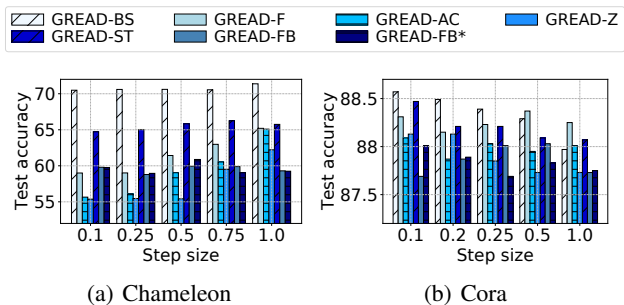 GREAD-BS GREAD-F GREAD-AC GREAD-Z
GREAD-ST GREAD-FB GREAD-FB*
Test accuracy
70
65
60
55
0.1 0.25 0.5 0.75 1.0
Step size
(a) Chameleon
Test accuracy
88.5
88
87.5
0.1 0.2 0.25 0.5 1.0
Step size
(b) Cora